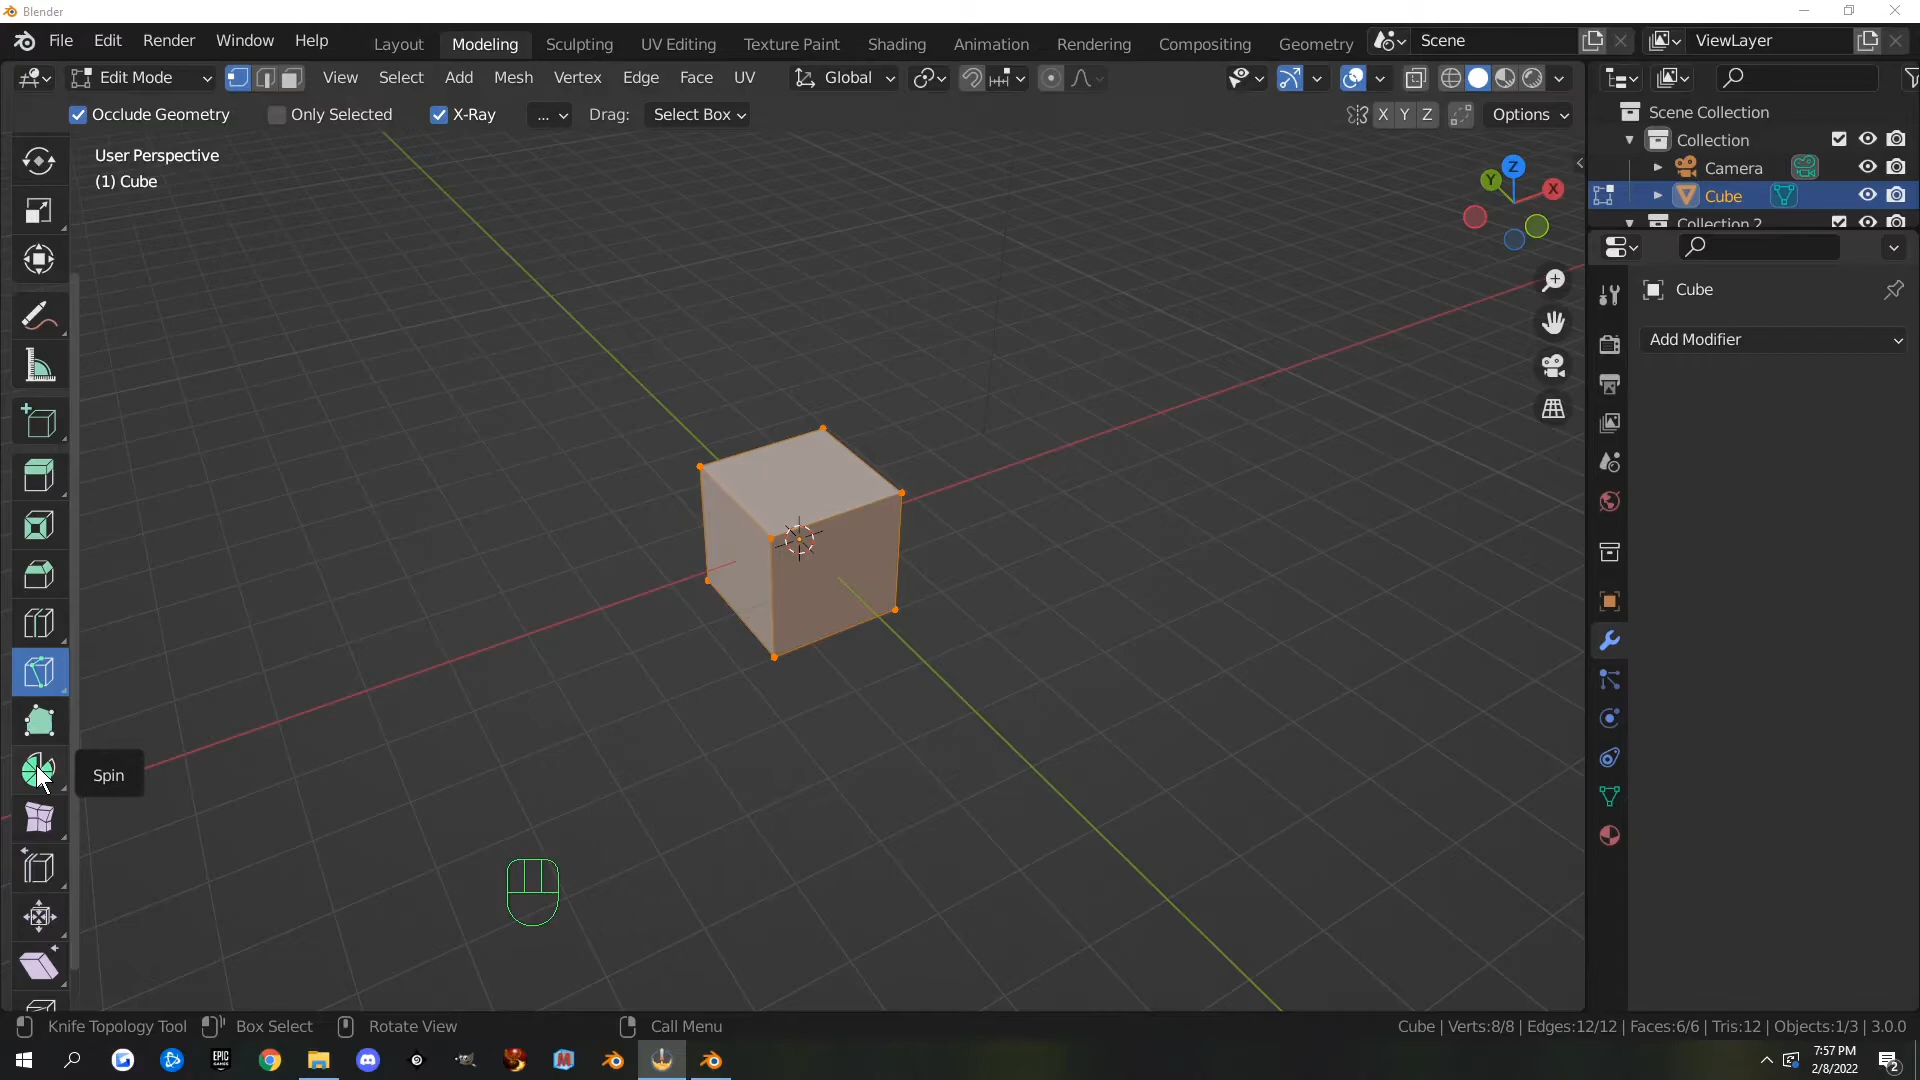 Blender
File Edit Render Window Help Layout Modeling Sculpting UV Editing Texture Paint Shading Animation Rendering Compositing Geometry Scene ViewLayer
Edit Mode View Select Add Mesh Vertex Edge Face UV Global
Occlude Geometry Only Selected X-Ray ... Drag: Select Box X Y Z Options
Scene Collection
Collection
Camera
Cube
Collection 2
User Perspective
(1) Cube
Z
Y
X
Cube
Add Modifier
Spin
Knife Topology Tool Box Select Rotate View Call Menu Cube | Verts:8/8 | Edges:12/12 | Faces:6/6 | Tris:12 | Objects:1/3 | 3.0.0
EPIC GAMES
7:57 PM
2/8/2022
2